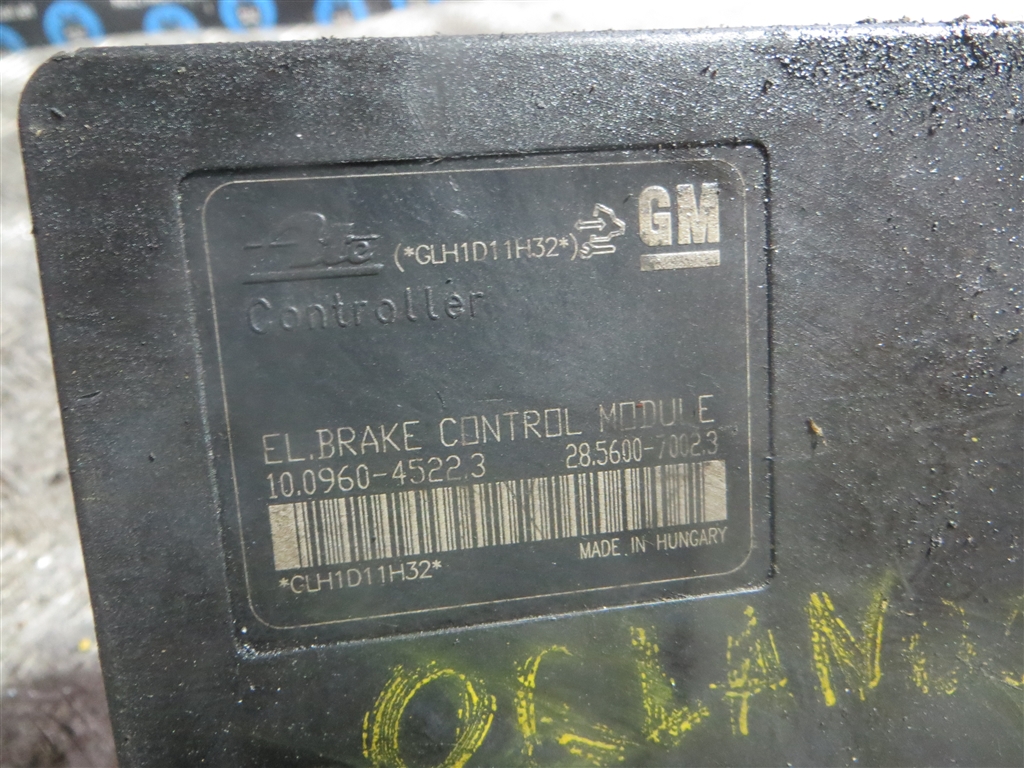 Ate (*GLH1D11H32*) GM
Controller
EL.BRAKE CONTROL MODULE
10.0960-4522.3 28.5600-7002.3
MADE IN HUNGARY
*GLH1D11H32*